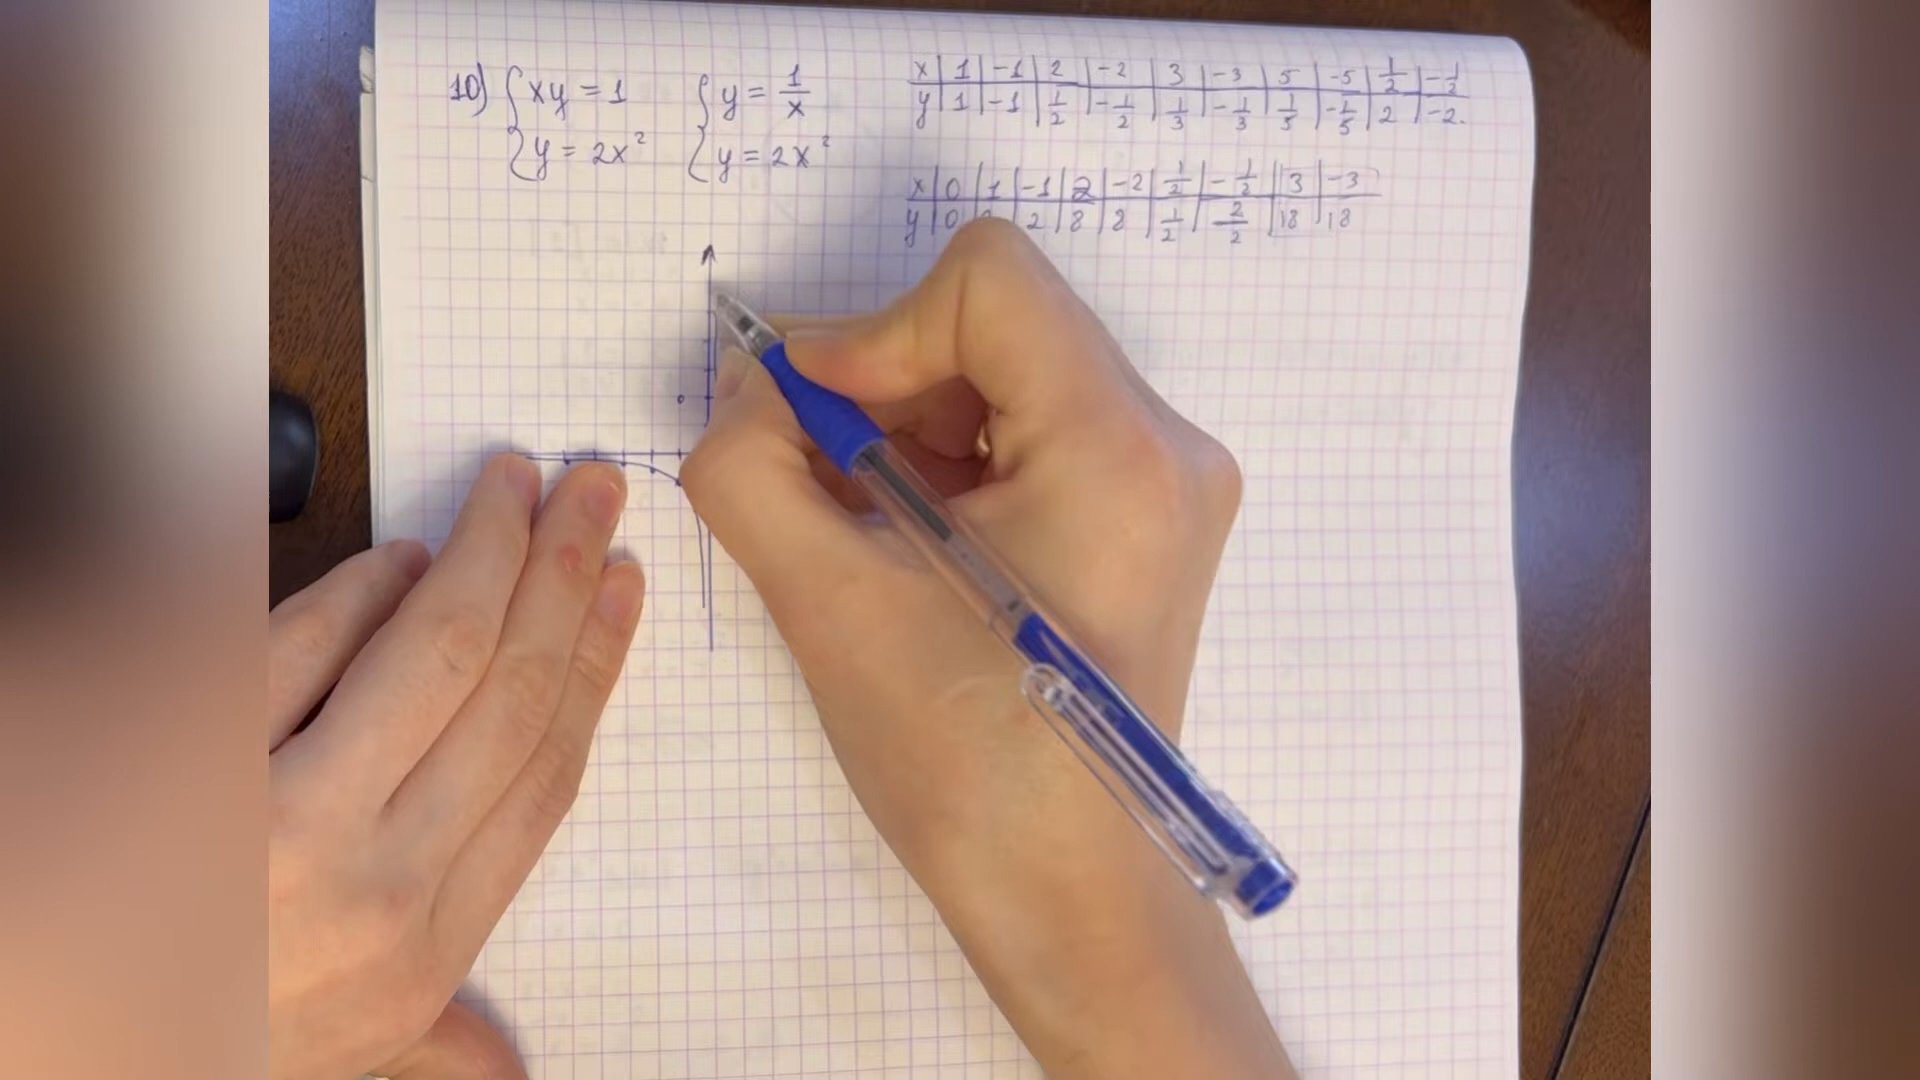 10) { xy = 1 { y = 1/x
{ y = 2x² { y = 2x²
x | 1 | -1 | 2 | -2 | 3 | -3 | 5 | -5 | 1/2 | -1/2
y | 1 | -1 | 1/2 | -1/2 | 1/3 | -1/3 | 1/5 | -1/5 | 2 | -2.
x | 0 | 1 | -1 | 2 | -2 | 1/2 | -1/2 | 3 | -3
y | 0 | 2 | 8 | 8 | 1/2 | 2/2 | 18 | 18